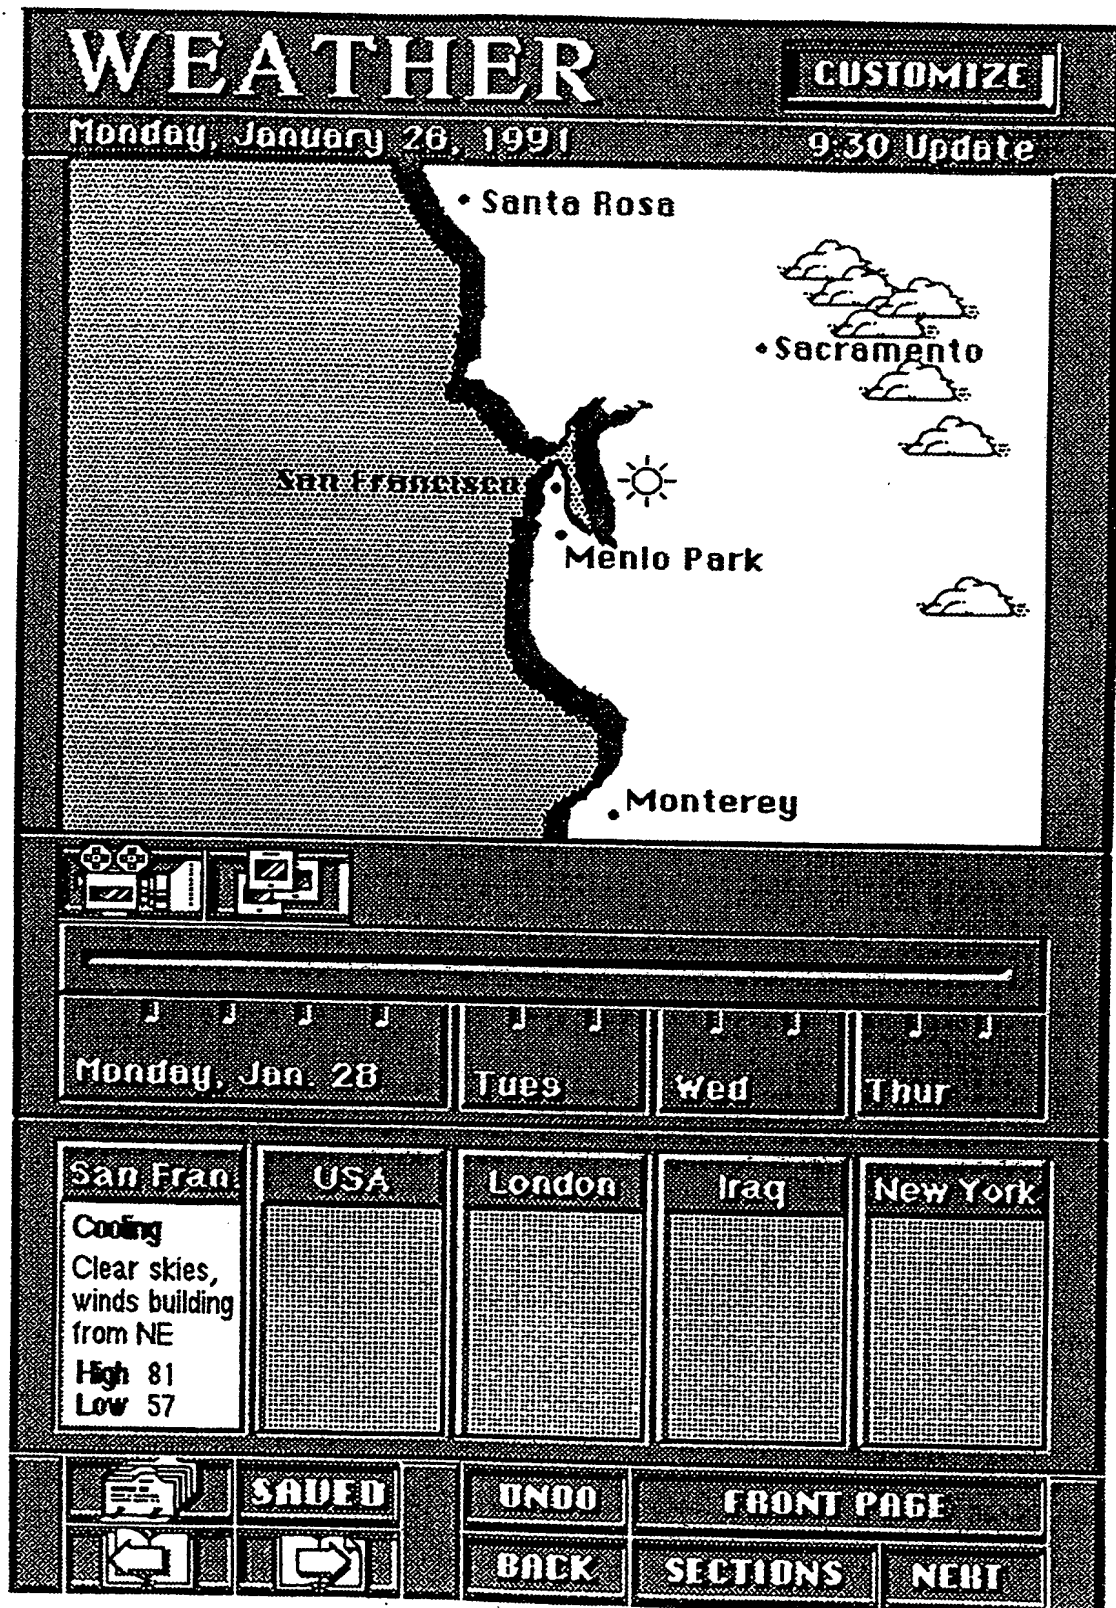 WEATHER
CUSTOMIZE
Monday, January 28, 1991
9:30 Update
Santa Rosa
Sacramento
San Francisco
Menlo Park
Monterey
Monday, Jan. 28
Tues
Wed
Thur
San Fran
USA
London
Iraq
New York
Cooling
Clear skies,
winds building
from NE
High 81
Low 57
SAVED
UNDO
FRONT PAGE
BACK
SECTIONS
NEXT